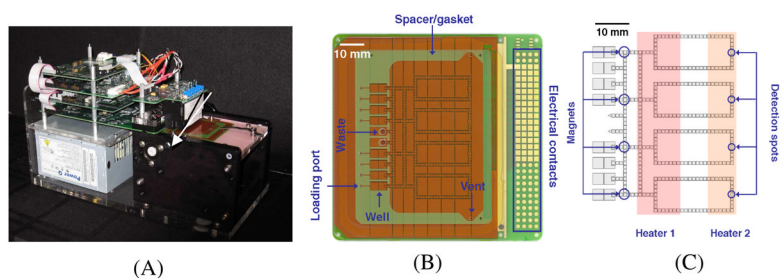 Spacer/gasket
10 mm
Waste
Loading port
Well
Vent
Electrical contacts
10 mm
Magnets
Detection spots
Heater 1
Heater 2
(A)
(B)
(C)